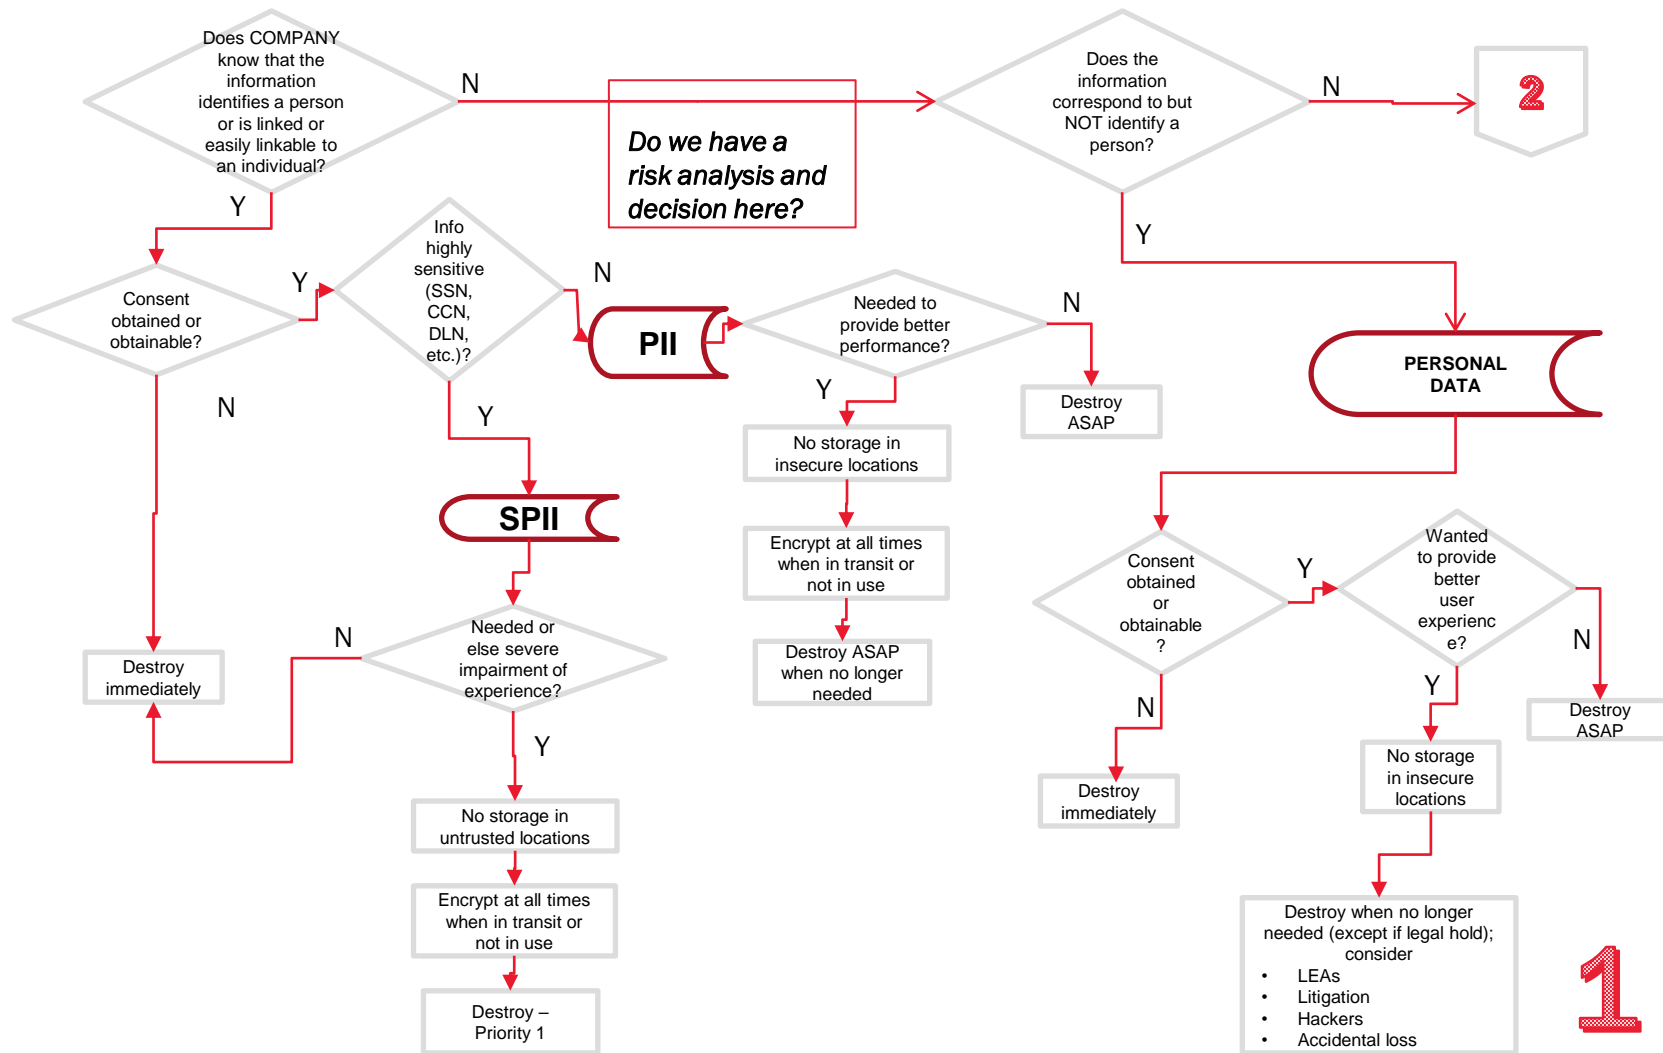 Does COMPANY
know that the
information
identifies a person
or is linked or
easily linkable to
an individual?
N
Do we have a
risk analysis and
decision here?
Does the
information
correspond to but
NOT identify a
person?
N
2
Y
Y
Consent
obtained or
obtainable?
Y
Info
highly
sensitive
(SSN,
CCN,
DLN,
etc.)?
N
PII
Needed to
provide better
performance?
N
Destroy
ASAP
PERSONAL
DATA
N
Y
Y
No storage in
insecure locations
SPII
Encrypt at all times
when in transit or
not in use
Destroy ASAP
when no longer
needed
Consent
obtained
or
obtainable
?
Y
Wanted
to provide
better
user
experienc
e?
N
Destroy
ASAP
Destroy
immediately
N
Needed or
else severe
impairment of
experience?
Y
N
Destroy
immediately
Y
No storage
in insecure
locations
No storage in
untrusted locations
Encrypt at all times
when in transit or
not in use
Destroy –
Priority 1
Destroy when no longer
needed (except if legal hold);
consider
• LEAs
• Litigation
• Hackers
• Accidental loss
1